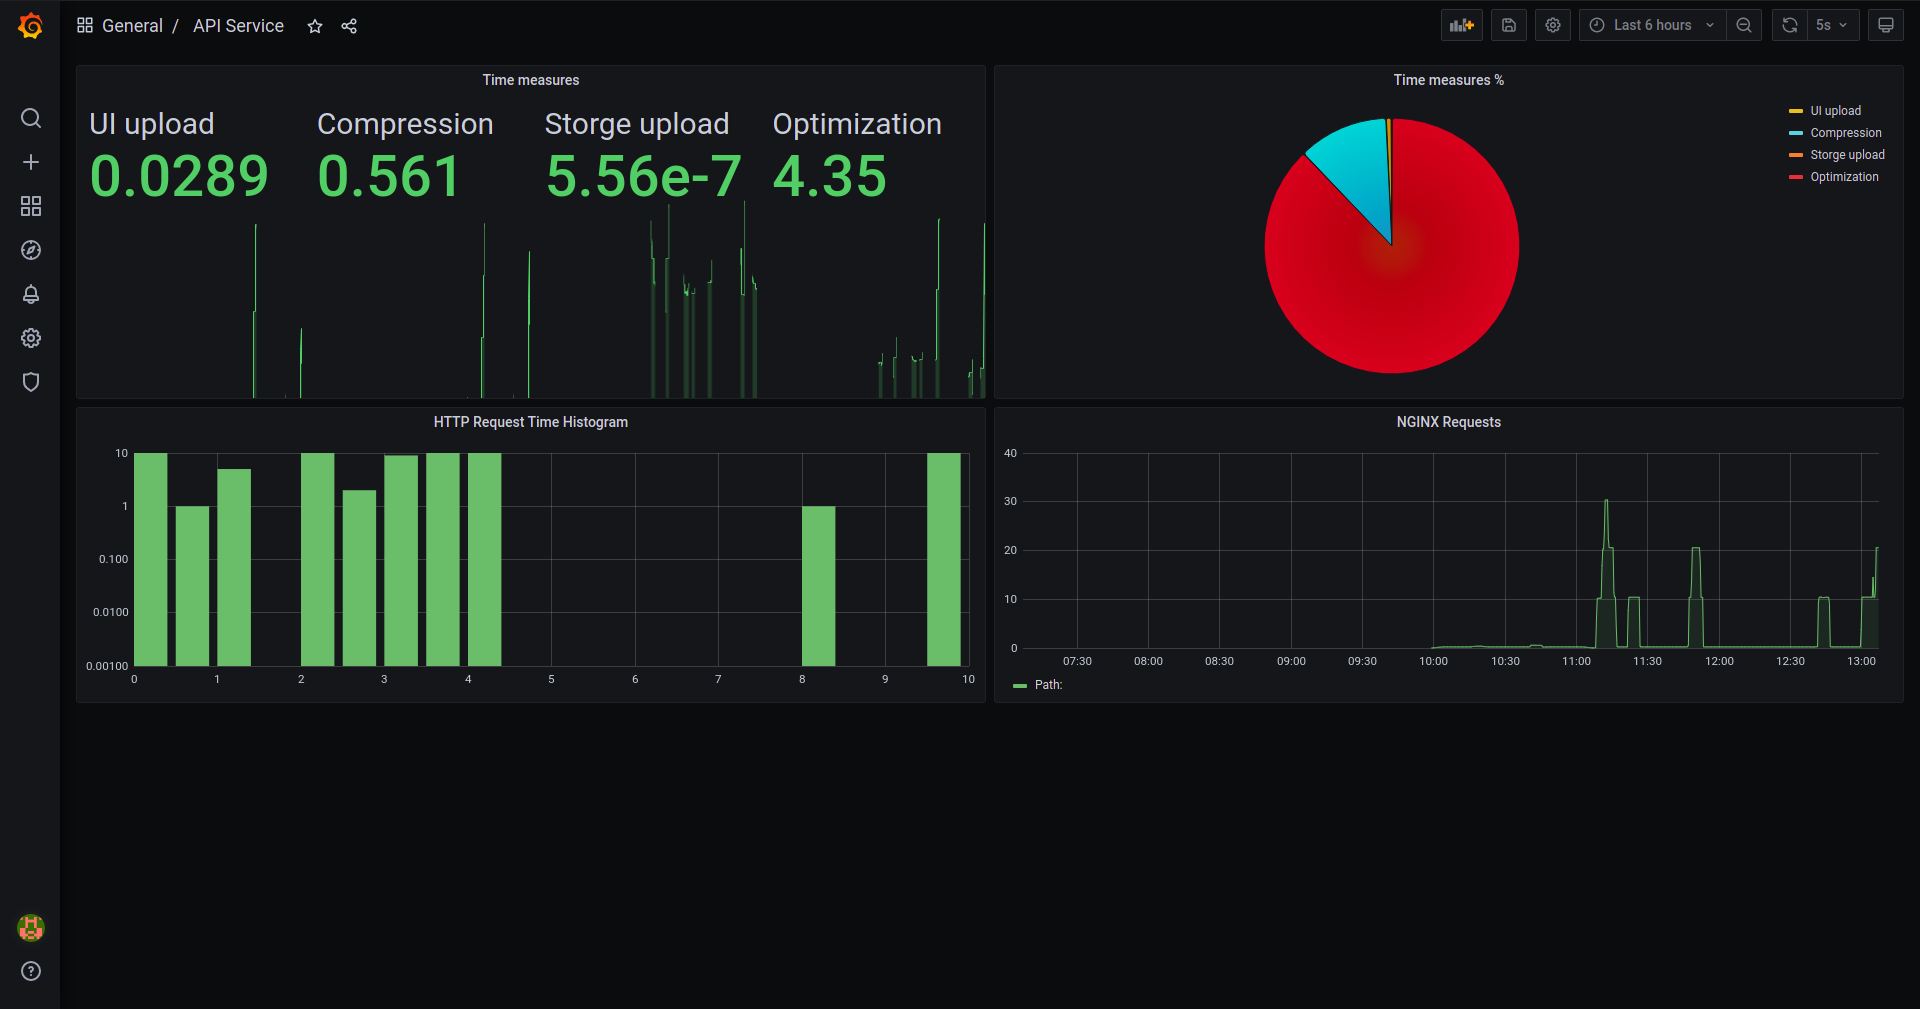 General / API Service
Last 6 hours
5s
Time measures
UI upload
0.0289
Compression
0.561
Storge upload
5.56e-7
Optimization
4.35
Time measures %
UI upload
Compression
Storge upload
Optimization
HTTP Request Time Histogram
10
1
0.100
0.0100
0.00100
0 1 2 3 4 5 6 7 8 9 10
NGINX Requests
40
30
20
10
0
07:30 08:00 08:30 09:00 09:30 10:00 10:30 11:00 11:30 12:00 12:30 13:00
Path: